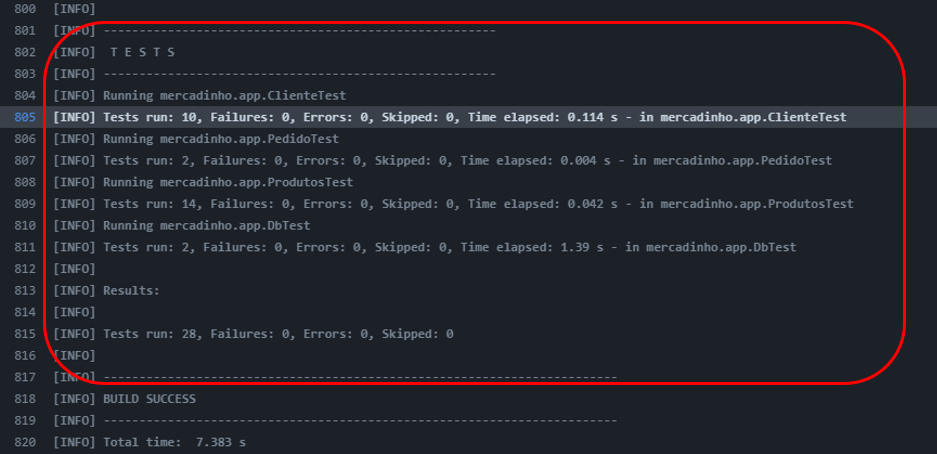 800 [INFO]
801 [INFO] -------------------------------------------------------
802 [INFO]  T E S T S
803 [INFO] -------------------------------------------------------
804 [INFO] Running mercadinho.app.ClienteTest
805 [INFO] Tests run: 10, Failures: 0, Errors: 0, Skipped: 0, Time elapsed: 0.114 s - in mercadinho.app.ClienteTest
806 [INFO] Running mercadinho.app.PedidoTest
807 [INFO] Tests run: 2, Failures: 0, Errors: 0, Skipped: 0, Time elapsed: 0.004 s - in mercadinho.app.PedidoTest
808 [INFO] Running mercadinho.app.ProdutosTest
809 [INFO] Tests run: 14, Failures: 0, Errors: 0, Skipped: 0, Time elapsed: 0.042 s - in mercadinho.app.ProdutosTest
810 [INFO] Running mercadinho.app.DbTest
811 [INFO] Tests run: 2, Failures: 0, Errors: 0, Skipped: 0, Time elapsed: 1.39 s - in mercadinho.app.DbTest
812 [INFO]
813 [INFO] Results:
814 [INFO]
815 [INFO] Tests run: 28, Failures: 0, Errors: 0, Skipped: 0
816 [INFO]
817 [INFO] ------------------------------------------------------------------------
818 [INFO] BUILD SUCCESS
819 [INFO] ------------------------------------------------------------------------
820 [INFO] Total time:  7.383 s